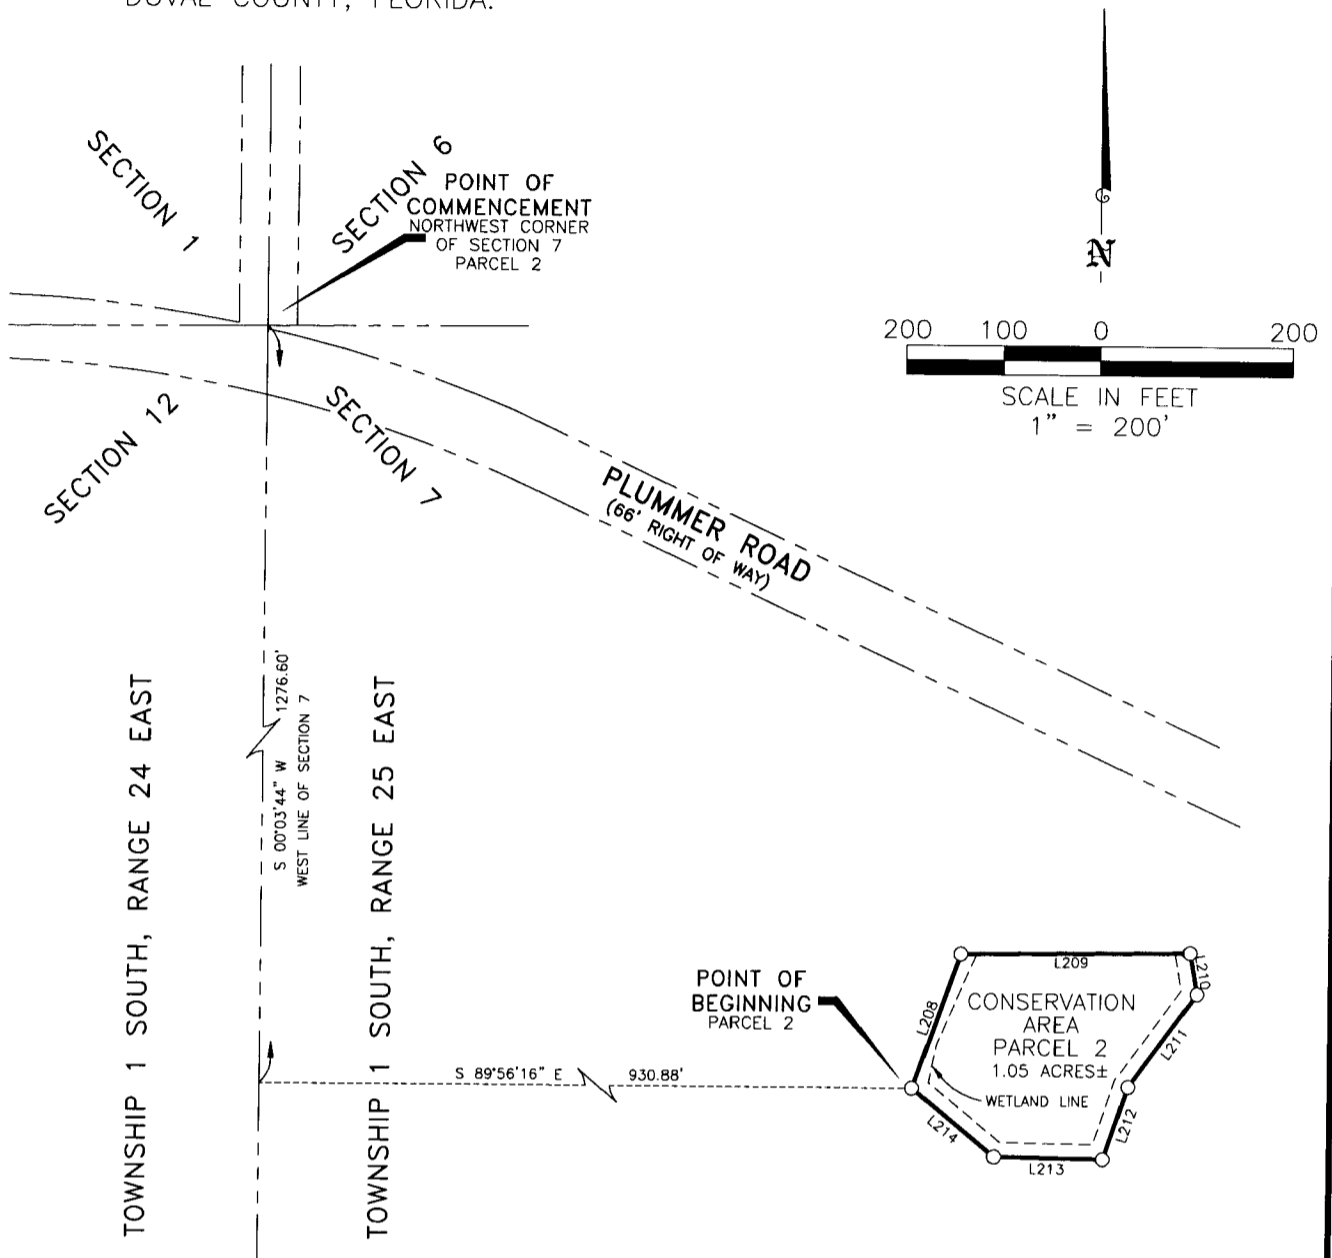 DUVAL COUNTY, FLORIDA.
SECTION 1
SECTION 6
POINT OF
COMMENCEMENT
NORTHWEST CORNER
OF SECTION 7
PARCEL 2
N
200 100 0 200
SCALE IN FEET
1" = 200'
SECTION 12
SECTION 7
PLUMMER ROAD
(66' RIGHT OF WAY)
TOWNSHIP 1 SOUTH, RANGE 24 EAST
S 00°03'44" W 1276.60'
WEST LINE OF SECTION 7
TOWNSHIP 1 SOUTH, RANGE 25 EAST
POINT OF
BEGINNING
PARCEL 2
S 89°56'16" E 930.88'
L208
L209
L210
CONSERVATION
AREA
PARCEL 2
1.05 ACRES±
WETLAND LINE
L211
L212
L213
L214